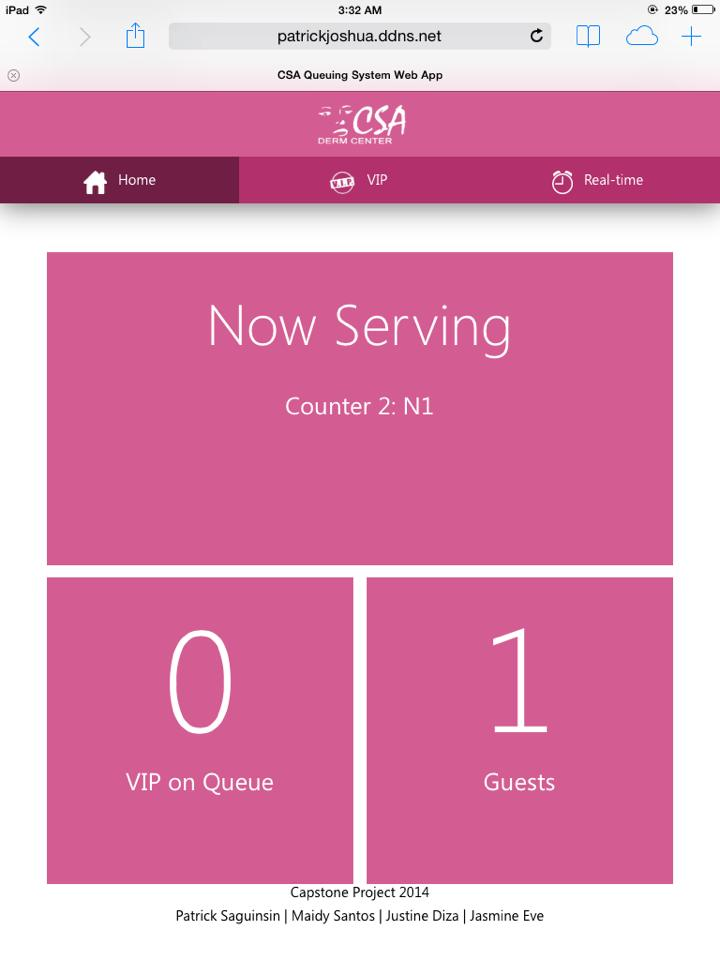 iPad 3:32 AM 23%
patrickjoshua.ddns.net
CSA Queuing System Web App
CSA
DERM CENTER
Home V.I.P. VIP Real-time
Now Serving
Counter 2: N1
0 1
VIP on Queue Guests
Capstone Project 2014
Patrick Saguinsin | Maidy Santos | Justine Diza | Jasmine Eve